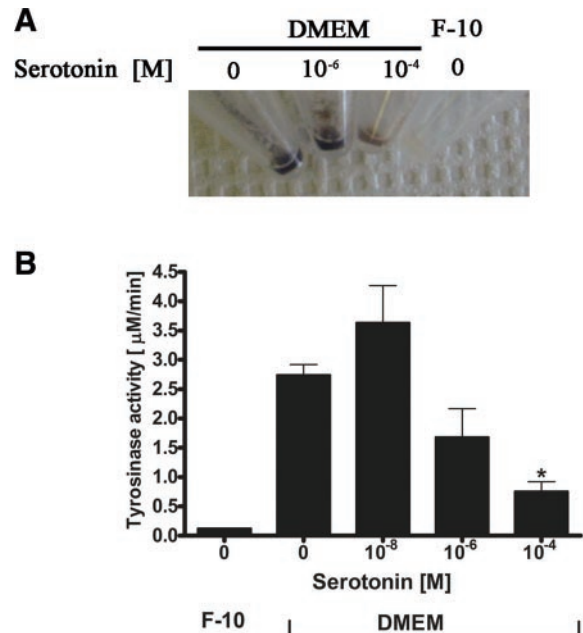 A
DMEM F-10
Serotonin [M] 0 10⁻⁶ 10⁻⁴ 0
B
Tyrosinase activity [ μM/min]
4.5
4.0
3.5
3.0
2.5
2.0
1.5
1.0
0.5
0.0
*
0 0 10⁻⁸ 10⁻⁶ 10⁻⁴
Serotonin [M]
F-10 DMEM